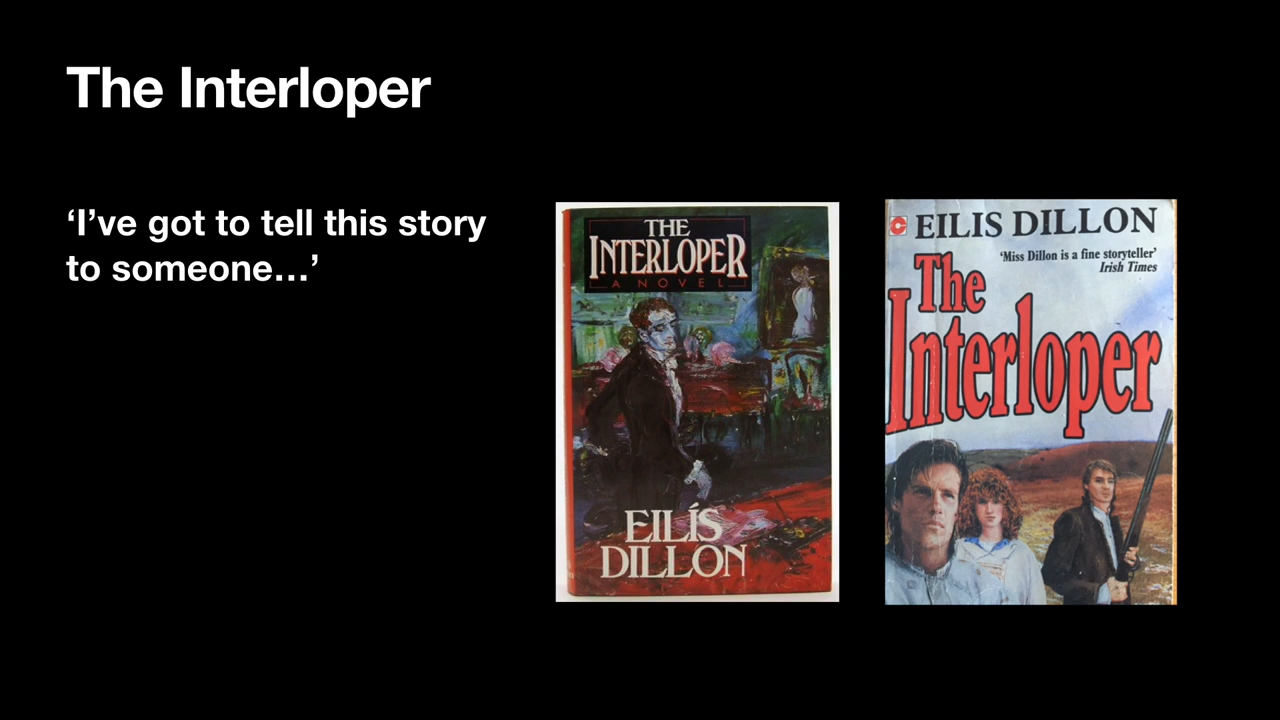 The Interloper
‘I’ve got to tell this story
to someone…’
THE
INTERLOPER
A NOVEL
EILÍS
DILLON
EILIS DILLON
‘Miss Dillon is a fine storyteller’
Irish Times
The
Interloper